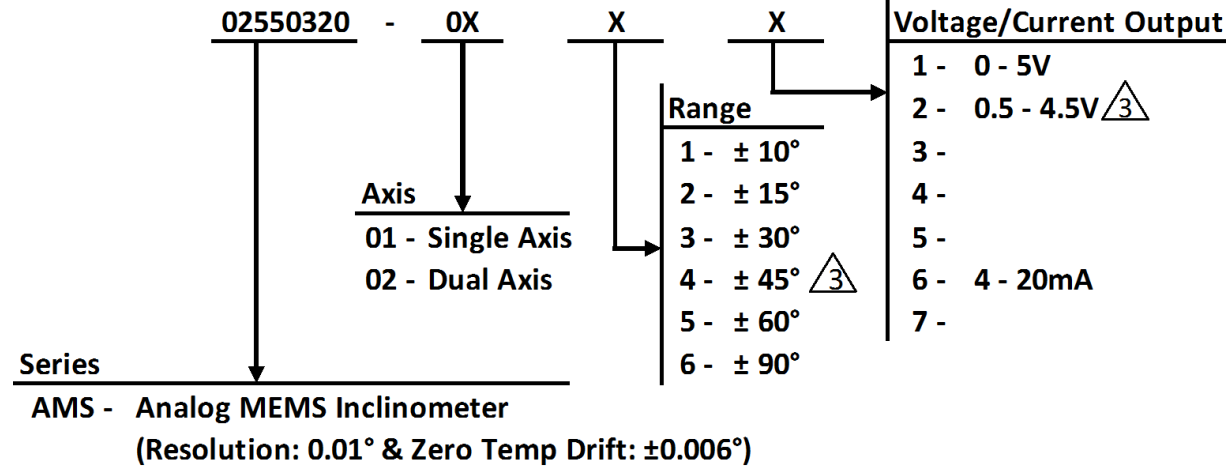 02550320 - 0X X X
Voltage/Current Output
1 - 0 - 5V
2 - 0.5 - 4.5V 3
3 -
4 -
5 -
6 - 4 - 20mA
7 -
Range
1 - ± 10°
2 - ± 15°
3 - ± 30°
4 - ± 45° 3
5 - ± 60°
6 - ± 90°
Axis
01 - Single Axis
02 - Dual Axis
Series
AMS - Analog MEMS Inclinometer
(Resolution: 0.01° & Zero Temp Drift: ±0.006°)